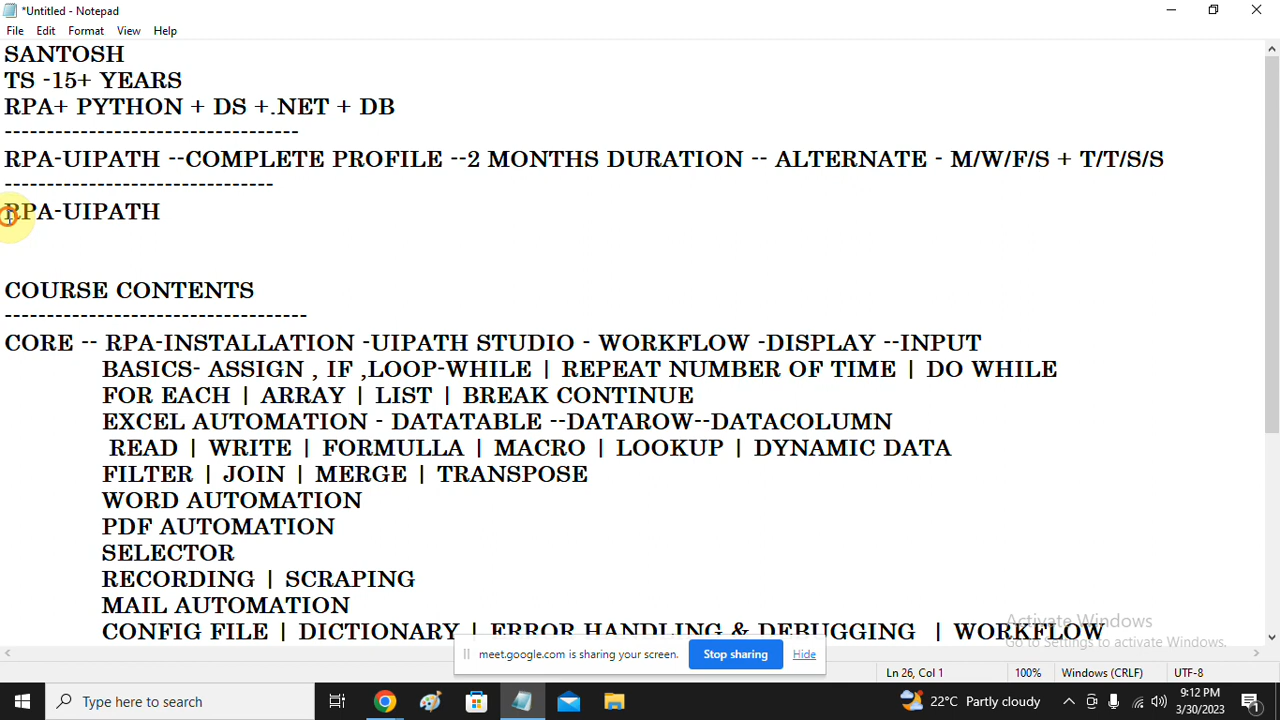 *Untitled - Notepad
File Edit Format View Help
SANTOSH
TS -15+ YEARS
RPA+ PYTHON + DS +.NET + DB
-----------------------------------
RPA-UIPATH --COMPLETE PROFILE --2 MONTHS DURATION -- ALTERNATE - M/W/F/S + T/T/S/S
--------------------------------
RPA-UIPATH
COURSE CONTENTS
------------------------------------
CORE -- RPA-INSTALLATION -UIPATH STUDIO - WORKFLOW -DISPLAY --INPUT
BASICS- ASSIGN , IF ,LOOP-WHILE | REPEAT NUMBER OF TIME | DO WHILE
FOR EACH | ARRAY | LIST | BREAK CONTINUE
EXCEL AUTOMATION - DATATABLE --DATAROW--DATACOLUMN
READ | WRITE | FORMULLA | MACRO | LOOKUP | DYNAMIC DATA
FILTER | JOIN | MERGE | TRANSPOSE
WORD AUTOMATION
PDF AUTOMATION
SELECTOR
RECORDING | SCRAPING
MAIL AUTOMATION
CONFIG FILE | DICTIONARY | ERROR HANDLING & DEBUGGING | WORKFLOW
Activate Windows
Go to Settings to activate Windows.
meet.google.com is sharing your screen. Stop sharing Hide
Ln 26, Col 1 100% Windows (CRLF) UTF-8
Type here to search
22°C Partly cloudy
9:12 PM
3/30/2023
1